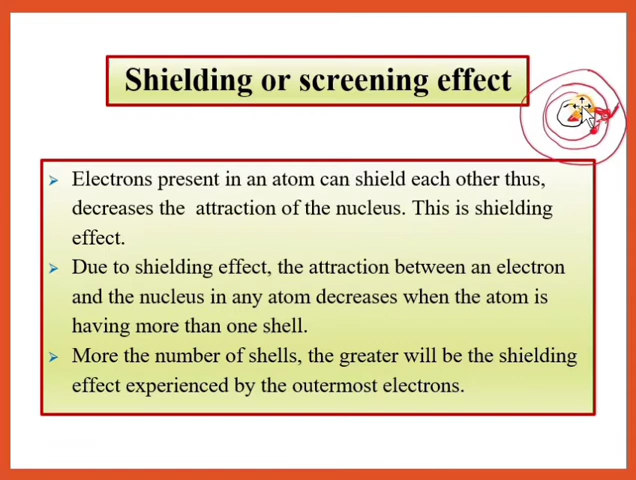 Shielding or screening effect
Electrons present in an atom can shield each other thus,
decreases the attraction of the nucleus. This is shielding
effect.
Due to shielding effect, the attraction between an electron
and the nucleus in any atom decreases when the atom is
having more than one shell.
More the number of shells, the greater will be the shielding
effect experienced by the outermost electrons.